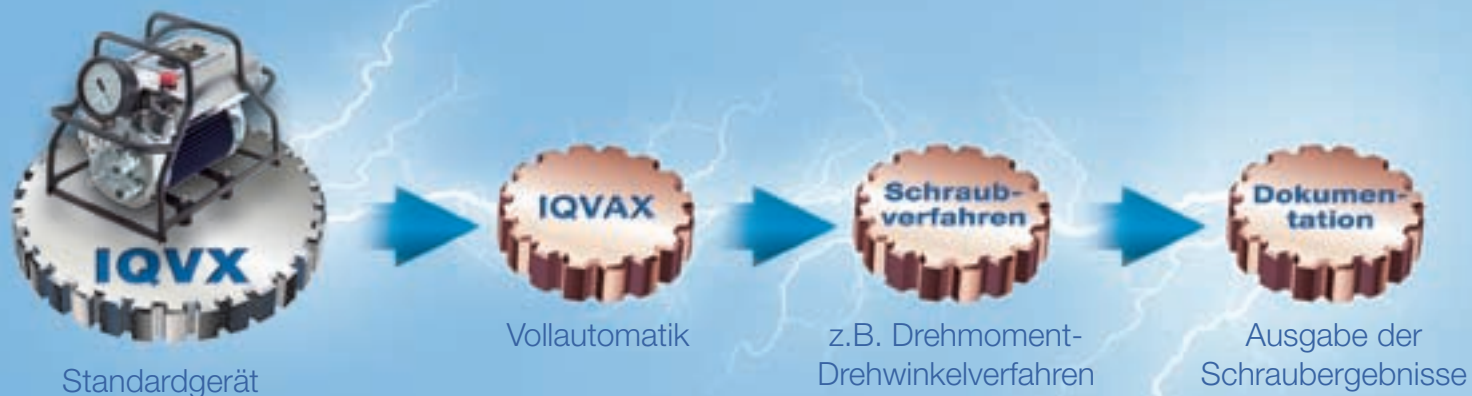 IQVX
Standardgerät
IQVAX
Vollautomatik
Schraub-
verfahren
z.B. Drehmoment-
Drehwinkelverfahren
Dokumen-
tation
Ausgabe der
Schraubergebnisse